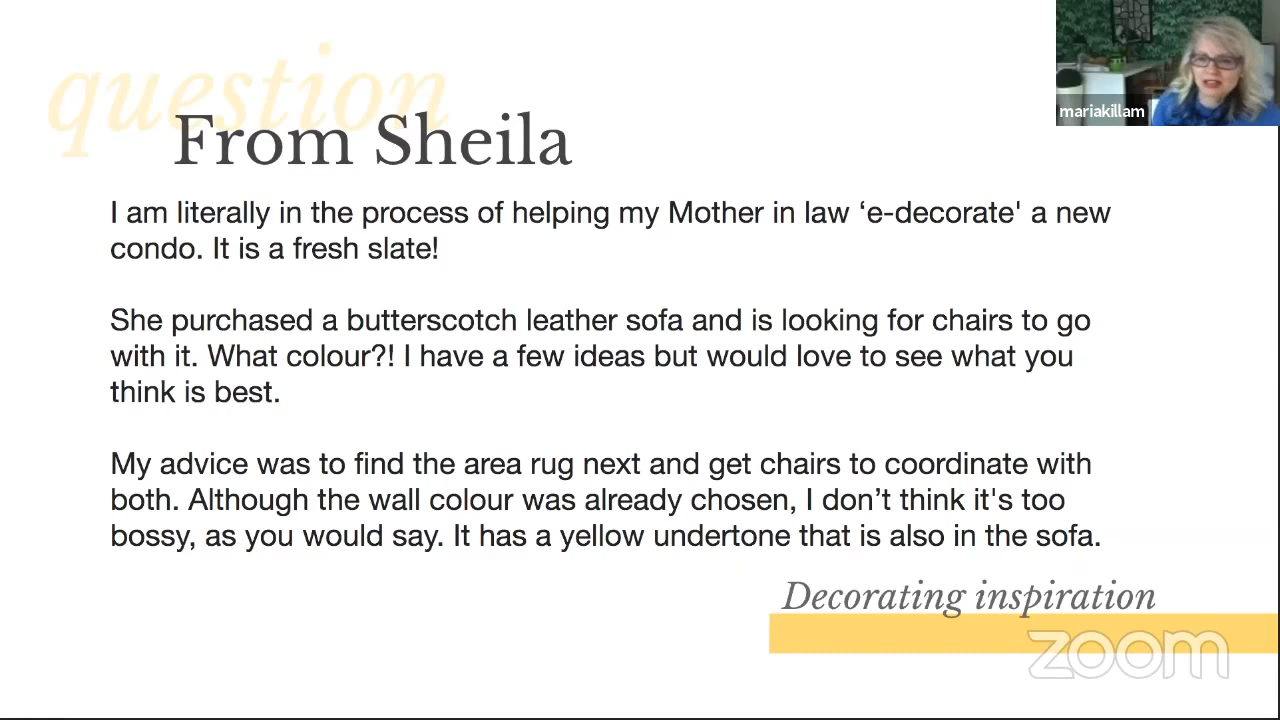 question
From Sheila
mariakillam
I am literally in the process of helping my Mother in law ‘e-decorate' a new
condo. It is a fresh slate!
She purchased a butterscotch leather sofa and is looking for chairs to go
with it. What colour?! I have a few ideas but would love to see what you
think is best.
My advice was to find the area rug next and get chairs to coordinate with
both. Although the wall colour was already chosen, I don’t think it's too
bossy, as you would say. It has a yellow undertone that is also in the sofa.
Decorating inspiration
zoom